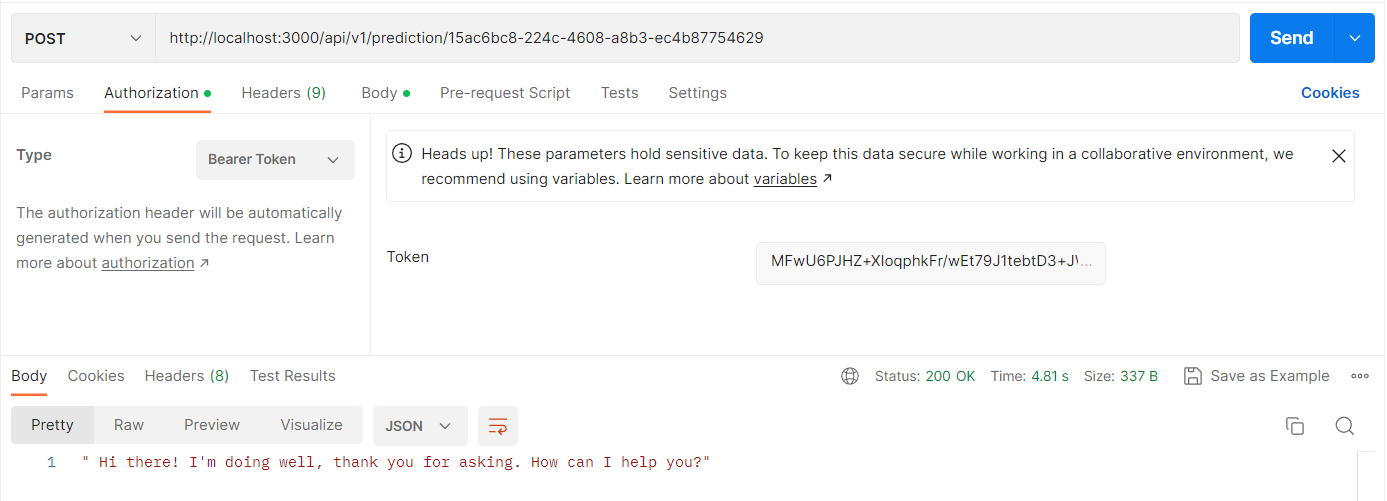 POST http://localhost:3000/api/v1/prediction/15ac6bc8-224c-4608-a8b3-ec4b87754629 Send
Params Authorization Headers (9) Body Pre-request Script Tests Settings Cookies
Type Bearer Token
The authorization header will be automatically
generated when you send the request. Learn
more about authorization ↗
Heads up! These parameters hold sensitive data. To keep this data secure while working in a collaborative environment, we
recommend using variables. Learn more about variables ↗
Token MFwU6PJHZ+XloqphkFr/wEt79J1tebtD3+J...
Body Cookies Headers (8) Test Results Status: 200 OK Time: 4.81 s Size: 337 B Save as Example
Pretty Raw Preview Visualize JSON
1 " Hi there! I'm doing well, thank you for asking. How can I help you?"